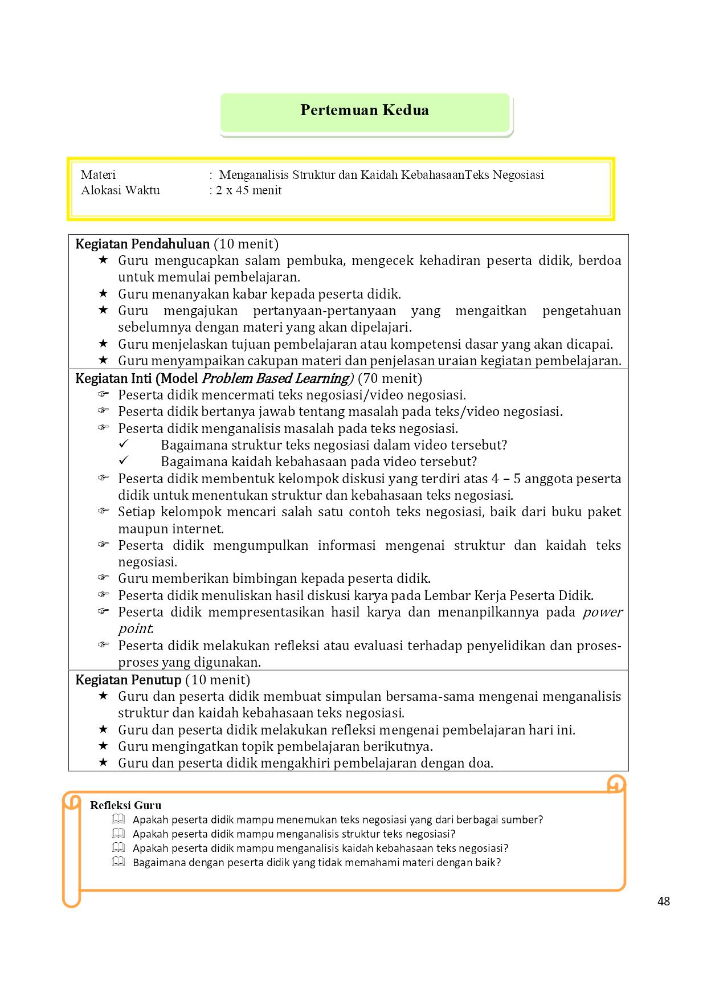 Pertemuan Kedua
Materi : Menganalisis Struktur dan Kaidah KebahasaanTeks Negosiasi
Alokasi Waktu : 2 x 45 menit
Kegiatan Pendahuluan (10 menit)
★ Guru mengucapkan salam pembuka, mengecek kehadiran peserta didik, berdoa
untuk memulai pembelajaran.
★ Guru menanyakan kabar kepada peserta didik.
★ Guru mengajukan pertanyaan-pertanyaan yang mengaitkan pengetahuan
sebelumnya dengan materi yang akan dipelajari.
★ Guru menjelaskan tujuan pembelajaran atau kompetensi dasar yang akan dicapai.
★ Guru menyampaikan cakupan materi dan penjelasan uraian kegiatan pembelajaran.
Kegiatan Inti (Model Problem Based Learning) (70 menit)
☞ Peserta didik mencermati teks negosiasi/video negosiasi.
☞ Peserta didik bertanya jawab tentang masalah pada teks/video negosiasi.
☞ Peserta didik menganalisis masalah pada teks negosiasi.
✓ Bagaimana struktur teks negosiasi dalam video tersebut?
✓ Bagaimana kaidah kebahasaan pada video tersebut?
☞ Peserta didik membentuk kelompok diskusi yang terdiri atas 4 – 5 anggota peserta
didik untuk menentukan struktur dan kebahasaan teks negosiasi.
☞ Setiap kelompok mencari salah satu contoh teks negosiasi, baik dari buku paket
maupun internet.
☞ Peserta didik mengumpulkan informasi mengenai struktur dan kaidah teks
negosiasi.
☞ Guru memberikan bimbingan kepada peserta didik.
☞ Peserta didik menuliskan hasil diskusi karya pada Lembar Kerja Peserta Didik.
☞ Peserta didik mempresentasikan hasil karya dan menanpilkannya pada power
point.
☞ Peserta didik melakukan refleksi atau evaluasi terhadap penyelidikan dan proses-
proses yang digunakan.
Kegiatan Penutup (10 menit)
★ Guru dan peserta didik membuat simpulan bersama-sama mengenai menganalisis
struktur dan kaidah kebahasaan teks negosiasi.
★ Guru dan peserta didik melakukan refleksi mengenai pembelajaran hari ini.
★ Guru mengingatkan topik pembelajaran berikutnya.
★ Guru dan peserta didik mengakhiri pembelajaran dengan doa.
Refleksi Guru
Apakah peserta didik mampu menemukan teks negosiasi yang dari berbagai sumber?
Apakah peserta didik mampu menganalisis struktur teks negosiasi?
Apakah peserta didik mampu menganalisis kaidah kebahasaan teks negosiasi?
Bagaimana dengan peserta didik yang tidak memahami materi dengan baik?
48